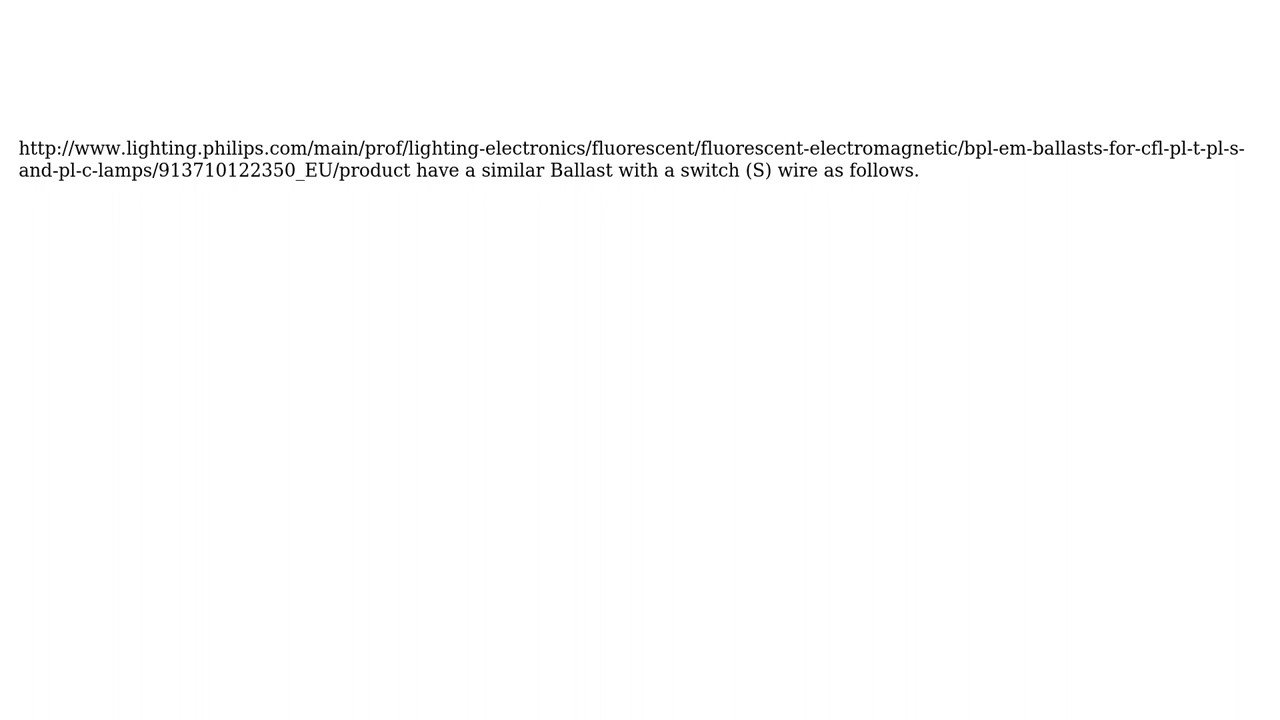 http://www.lighting.philips.com/main/prof/lighting-electronics/fluorescent/fluorescent-electromagnetic/bpl-em-ballasts-for-cfl-pl-t-pl-s-
and-pl-c-lamps/913710122350_EU/product have a similar Ballast with a switch (S) wire as follows.